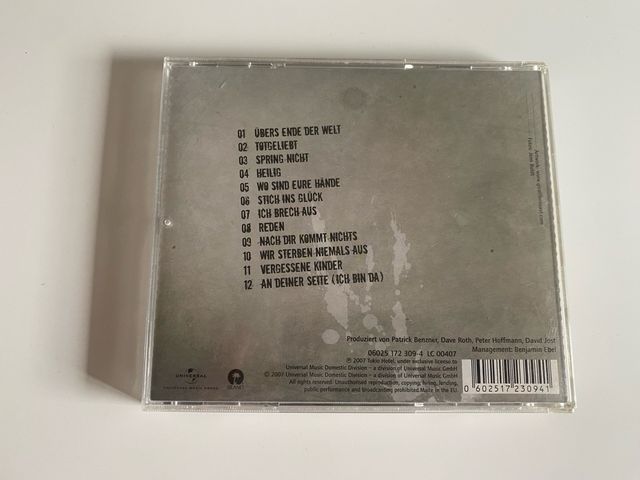 01 ÜBERS ENDE DER WELT
02 TOTGELIEBT
03 SPRING NICHT
04 HEILIG
05 WO SIND EURE HÄNDE
06 STICH INS GLÜCK
07 ICH BRECH AUS
08 REDEN
09 NACH DIR KOMMT NICHTS
10 WIR STERBEN NIEMALS AUS
11 VERGESSENE KINDER
12 AN DEINER SEITE (ICH BIN DA)
Produziert von Patrick Benzner, Dave Roth, Peter Hoffmann, David Jost
Management: Benjamin Ebel
06025 172 309-4 LC 00407
℗ 2007 Tokio Hotel, under exclusive license to
Universal Music Domestic Division – a division of Universal Music GmbH
© 2007 Universal Music Domestic Division – a division of Universal Music GmbH
All rights reserved. Unauthorised reproduction, copying, hiring, lending,
public performance and broadcasting prohibited. Made in the EU.
UNIVERSAL
UNIVERSAL MUSIC GROUP
ISLAND
0 602517 230941